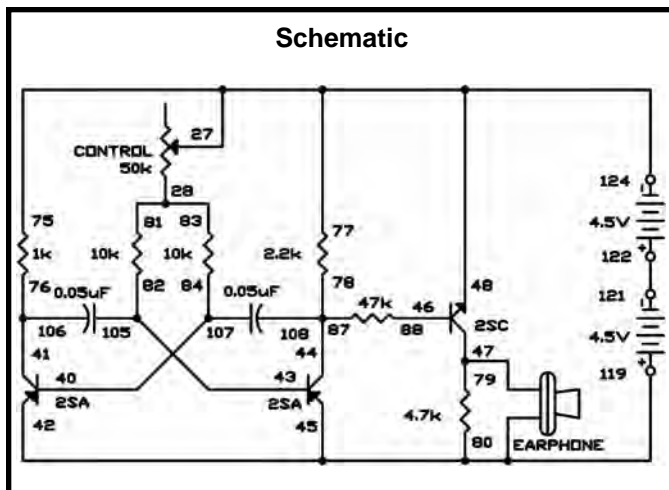 Schematic
27
CONTROL
50k
28
124
4.5V
122
75
81
83
77
1k
10k
10k
2.2k
76
82
84
78
48
0.05uF
0.05uF
47k
46
121
106
105
107
108
87
88
2SC
4.5V
41
44
47
119
40
43
79
2SA
2SA
4.7k
42
45
80
EARPHONE